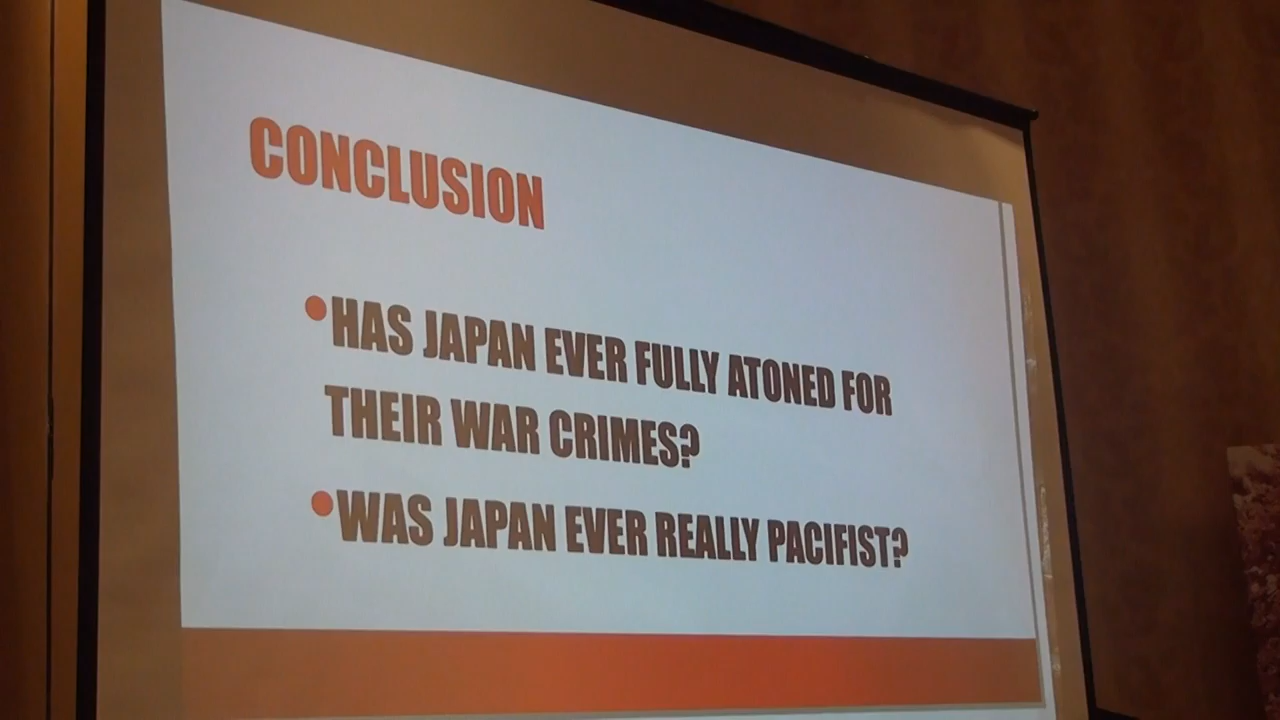 CONCLUSION
•HAS JAPAN EVER FULLY ATONED FOR
THEIR WAR CRIMES?
•WAS JAPAN EVER REALLY PACIFIST?